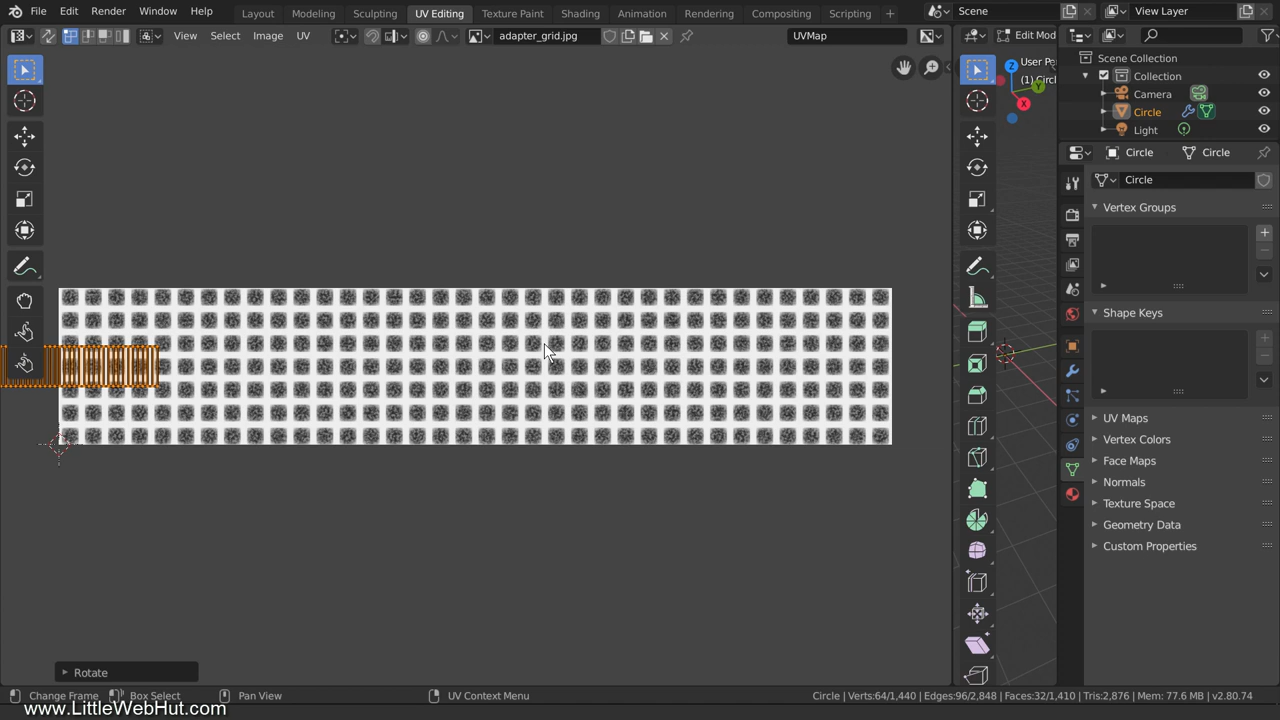 File Edit Render Window Help Layout Modeling Sculpting UV Editing Texture Paint Shading Animation Rendering Compositing Scripting + Scene View Layer
View Select Image UV adapter_grid.jpg UVMap Edit Mod
User Pe
(1) Circl
Z
Y
X
Scene Collection
Collection
Camera
Circle
Light
Circle Circle
Circle
Vertex Groups
Shape Keys
UV Maps
Vertex Colors
Face Maps
Normals
Texture Space
Geometry Data
Custom Properties
Rotate
Change Frame Box Select Pan View UV Context Menu Circle | Verts:64/1,440 | Edges:96/2,848 | Faces:32/1,410 | Tris:2,876 | Mem: 77.6 MB | v2.80.74
www.LittleWebHut.com